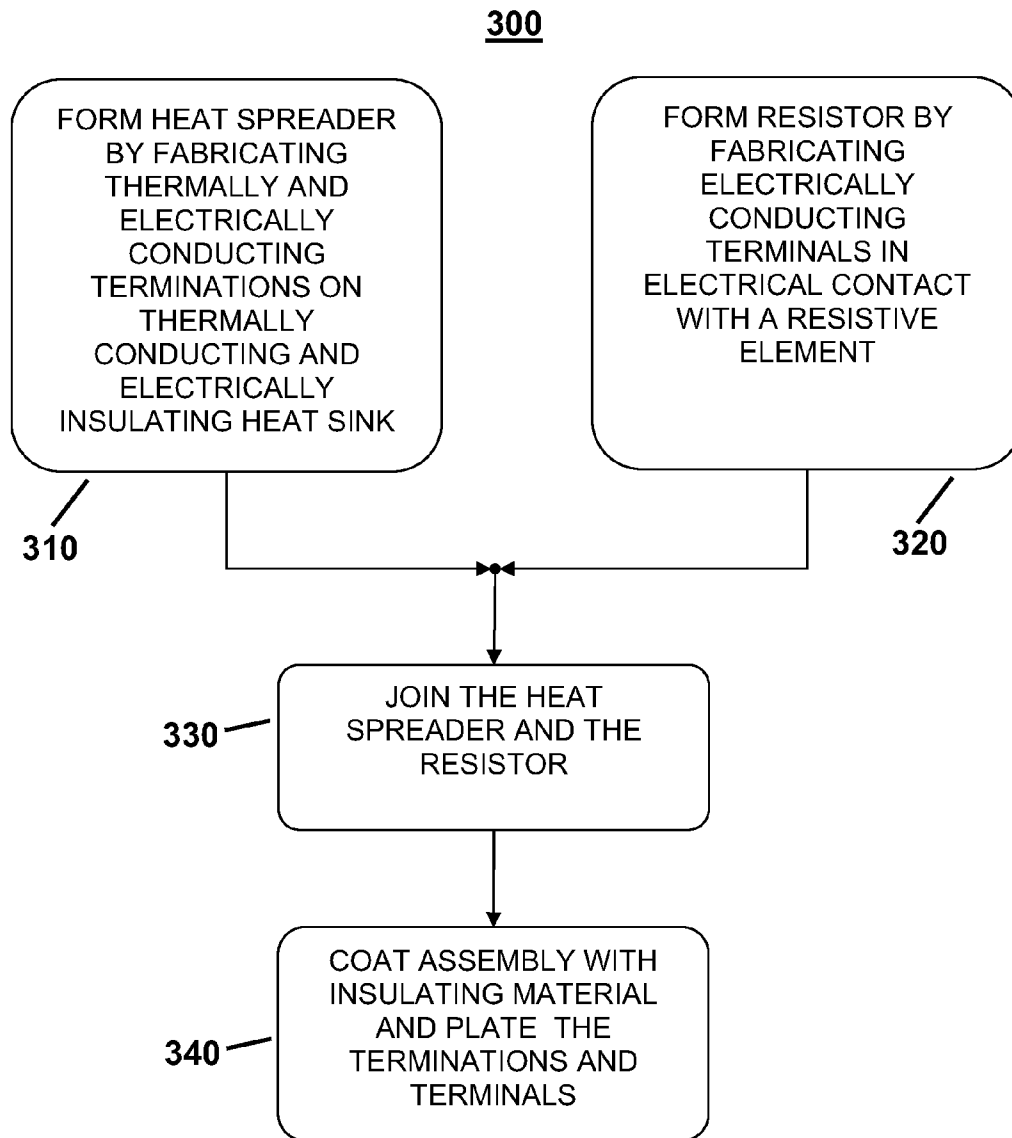 300
FORM HEAT SPREADER
BY FABRICATING
THERMALLY AND
ELECTRICALLY
CONDUCTING
TERMINATIONS ON
THERMALLY
CONDUCTING AND
ELECTRICALLY
INSULATING HEAT SINK
310
FORM RESISTOR BY
FABRICATING
ELECTRICALLY
CONDUCTING
TERMINALS IN
ELECTRICAL CONTACT
WITH A RESISTIVE
ELEMENT
320
JOIN THE HEAT
SPREADER AND THE
RESISTOR
330
COAT ASSEMBLY WITH
INSULATING MATERIAL
AND PLATE THE
TERMINATIONS AND
TERMINALS
340